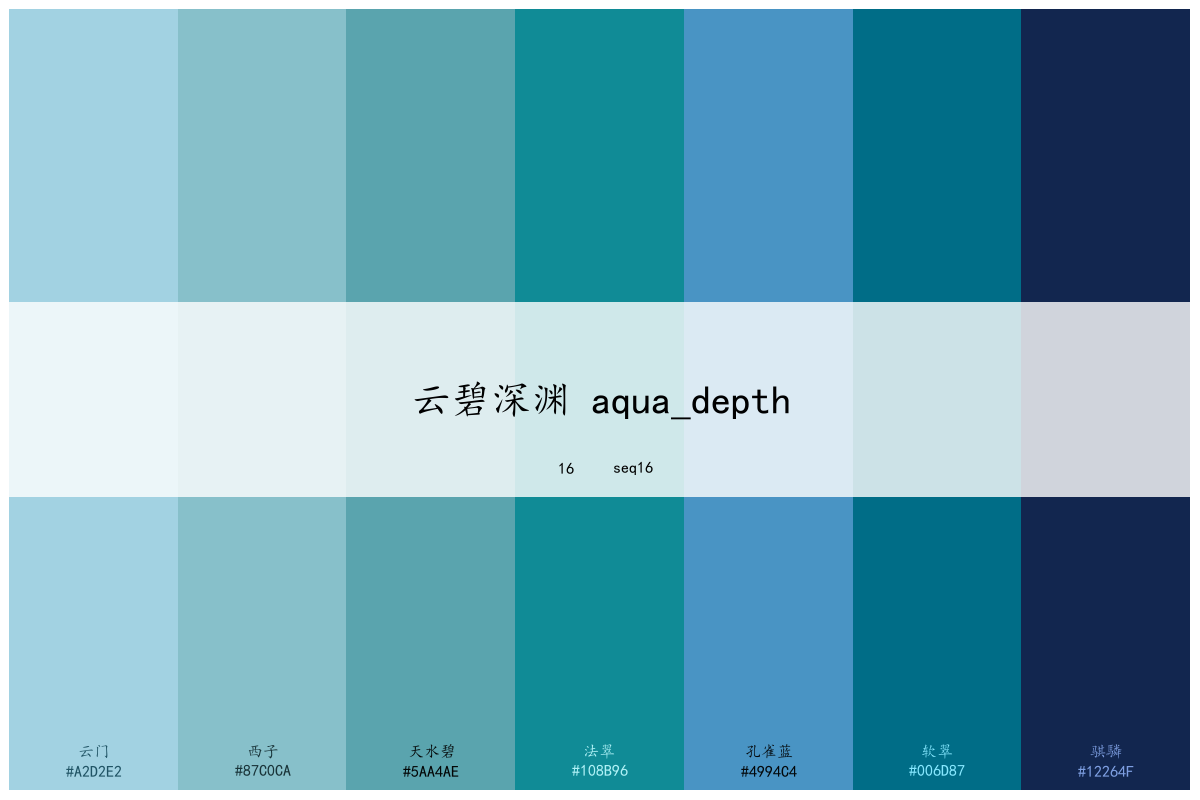 云碧深渊 aqua_depth
16 seq16
云门 西子 天水碧 法翠 孔雀蓝 软翠 骐驎
#A2D2E2 #87C0CA #5AA4AE #108B96 #4994C4 #006D87 #12264F